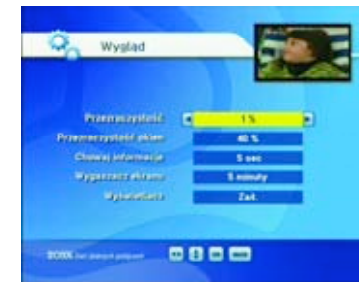 Wygląd
Przezroczystość 1 %
Przezroczystość okien 40 %
Chowaj informacje 5 sec
Wygaszacz ekranu 5 minuty
Wyświetlacz Zał.